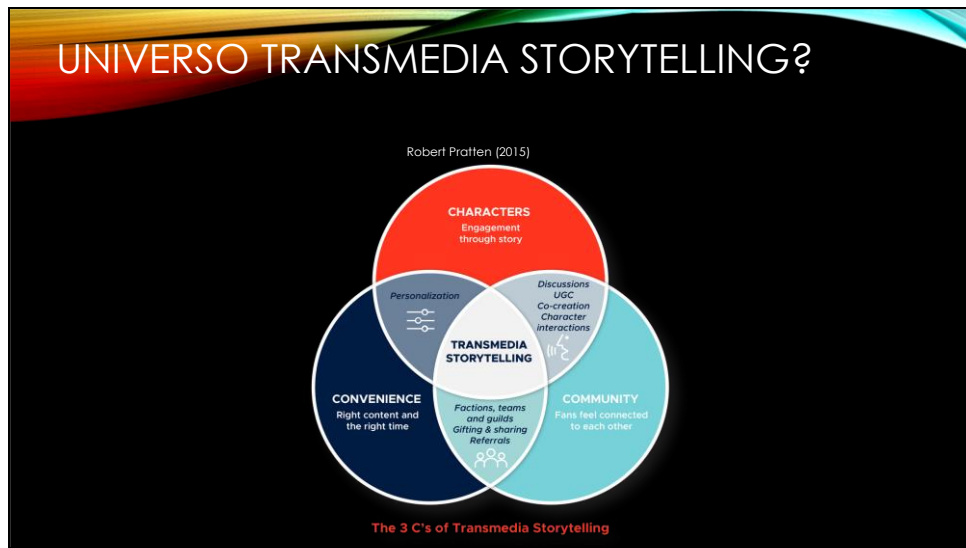 UNIVERSO TRANSMEDIA STORYTELLING?
Robert Pratten (2015)
CHARACTERS
Engagement
through story
Personalization
Discussions
UGC
Co-creation
Character
interactions
TRANSMEDIA
STORYTELLING
CONVENIENCE
Right content and
the right time
Factions, teams
and guilds
Gifting & sharing
Referrals
COMMUNITY
Fans feel connected
to each other
The 3 C's of Transmedia Storytelling